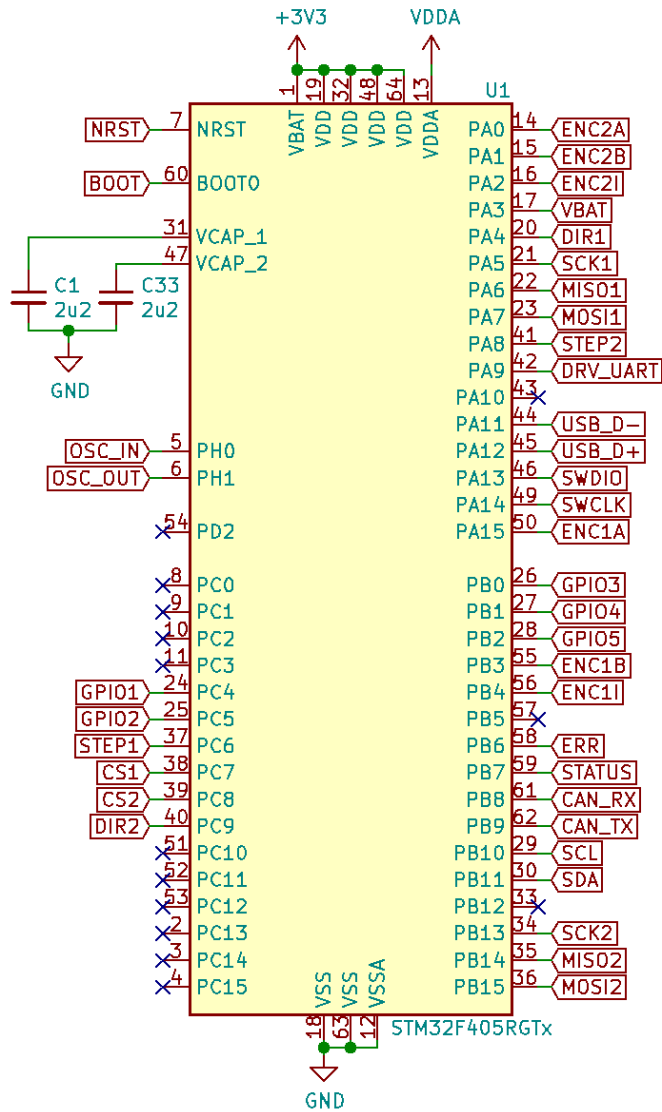 +3V3 VDDA
U1
1 19 32 48 64 13
VBAT VDD VDD VDD VDD VDDA
NRST 7 NRST
BOOT 60 BOOT0
31 VCAP_1
47 VCAP_2
C1 2u2
C33 2u2
GND
OSC_IN 5 PH0
OSC_OUT 6 PH1
54 PD2
8 PC0
9 PC1
10 PC2
11 PC3
GPIO1 24 PC4
GPIO2 25 PC5
STEP1 37 PC6
CS1 38 PC7
CS2 39 PC8
DIR2 40 PC9
51 PC10
52 PC11
53 PC12
2 PC13
3 PC14
4 PC15
PA0 14 ENC2A
PA1 15 ENC2B
PA2 16 ENC2I
PA3 17 VBAT
PA4 20 DIR1
PA5 21 SCK1
PA6 22 MISO1
PA7 23 MOSI1
PA8 41 STEP2
PA9 42 DRV_UART
PA10 43
PA11 44 USB_D-
PA12 45 USB_D+
PA13 46 SWDIO
PA14 49 SWCLK
PA15 50 ENC1A
PB0 26 GPIO3
PB1 27 GPIO4
PB2 28 GPIO5
PB3 55 ENC1B
PB4 56 ENC1I
PB5 57
PB6 58 ERR
PB7 59 STATUS
PB8 61 CAN_RX
PB9 62 CAN_TX
PB10 29 SCL
PB11 30 SDA
PB12 33
PB13 34 SCK2
PB14 35 MISO2
PB15 36 MOSI2
VSS VSS VSSA
18 63 12
STM32F405RGTx
GND